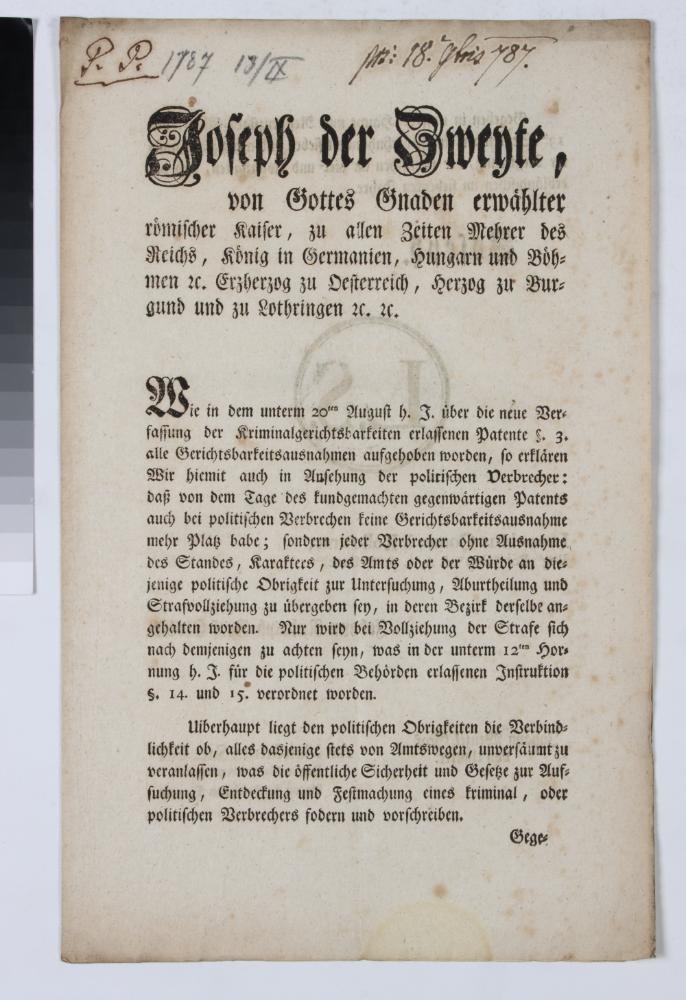 P. P. 1787 13/IX 18. 787.
Joseph der Zweyte,
von Gottes Gnaden erwählter
römischer Kaiser, zu allen Zeiten Mehrer des
Reichs, König in Germanien, Hungarn und Böh-
men ꝛc. Erzherzog zu Oesterreich, Herzog zu Bur-
gund und zu Lothringen ꝛc. ꝛc.
Wie in dem unterm 20ten August h. J. über die neue Ver-
fassung der Kriminalgerichtsbarkeiten erlassenen Patente §. 3.
alle Gerichtsbarkeitsausnahmen aufgehoben worden, so erklären
Wir hiemit auch in Ansehung der politischen Verbrecher:
daß von dem Tage des kundgemachten gegenwärtigen Patents
auch bei politischen Verbrechen keine Gerichtsbarkeitsausnahme
mehr Platz habe; sondern jeder Verbrecher ohne Ausnahme
des Standes, Karakters, des Amts oder der Würde an die-
jenige politische Obrigkeit zur Untersuchung, Aburtheilung und
Strafvollziehung zu übergeben sey, in deren Bezirk derselbe an-
gehalten worden. Nur wird bei Vollziehung der Strafe sich
nach demjenigen zu achten seyn, was in der unterm 12ten Hor-
nung h. J. für die politischen Behörden erlassenen Instruktion
§. 14. und 15. verordnet worden.
Uiberhaupt liegt den politischen Obrigkeiten die Verbind-
lichkeit ob, alles dasjenige stets von Amtswegen, unversäumt zu
veranlassen, was die öffentliche Sicherheit und Gesetze zur Auf-
suchung, Entdeckung und Festmachung eines kriminal, oder
politischen Verbrechers fodern und vorschreiben.
Gege-